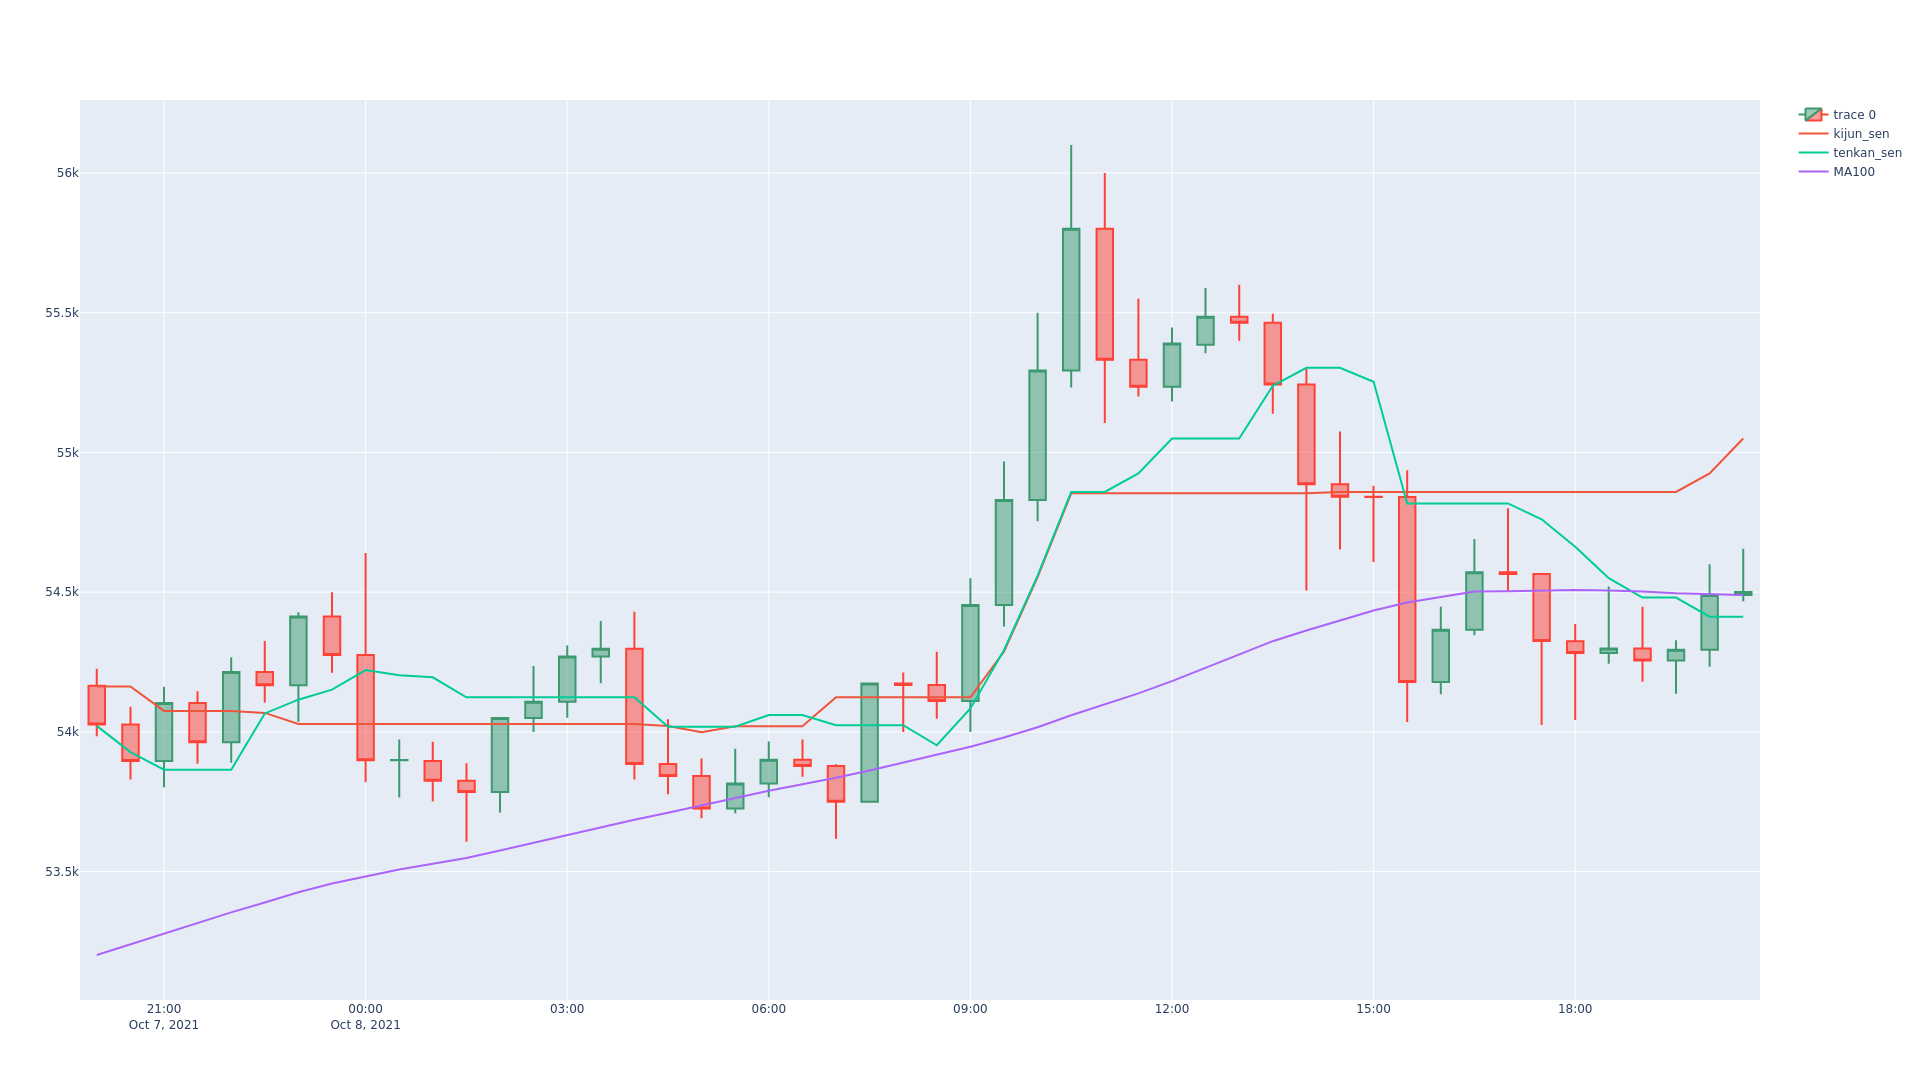 trace 0
kijun_sen
tenkan_sen
MA100
56k
55.5k
55k
54.5k
54k
53.5k
21:00 00:00 03:00 06:00 09:00 12:00 15:00 18:00
Oct 7, 2021 Oct 8, 2021